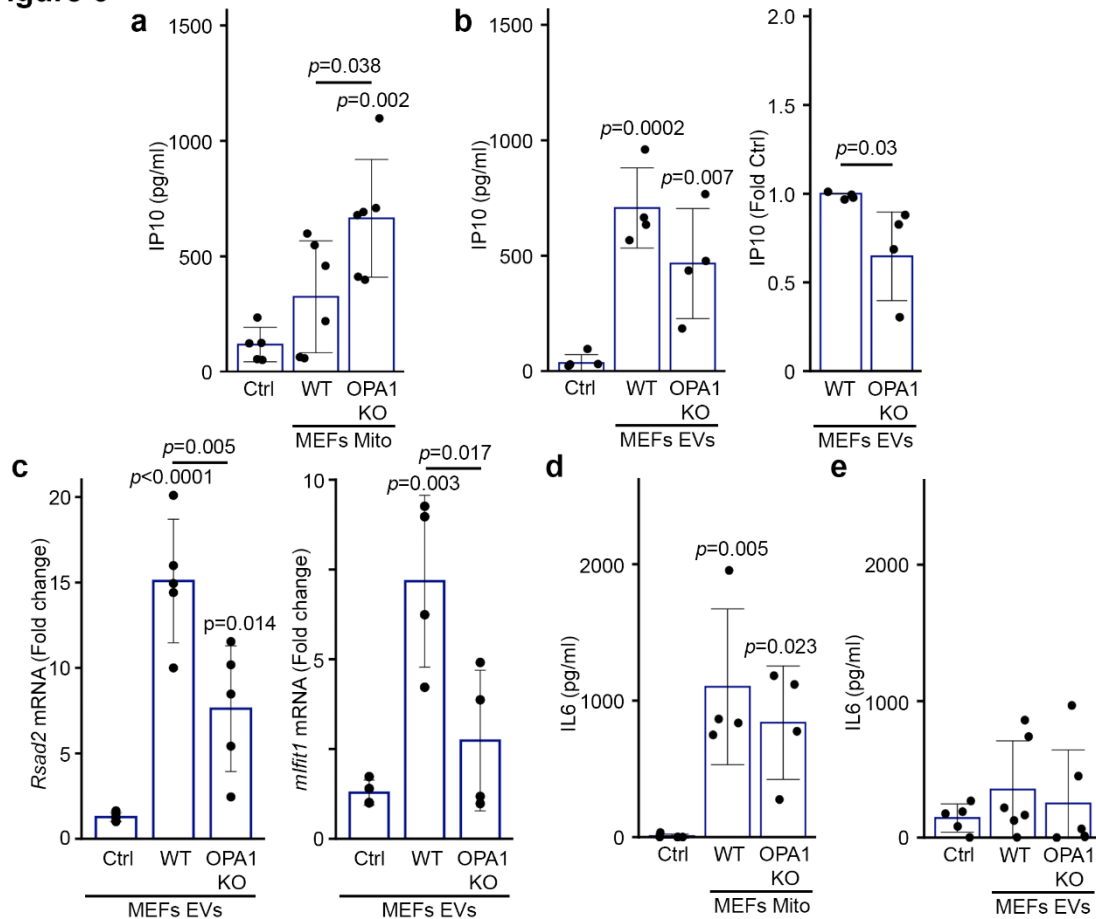 a
1500
1000
500
0
IP10 (pg/ml)
p=0.038
p=0.002
Ctrl
WT
OPA1
KO
MEFs Mito
b
1500
1000
500
0
IP10 (pg/ml)
p=0.0002
p=0.007
Ctrl
WT
OPA1
KO
MEFs EVs
2.0
1.5
1.0
0.5
0
IP10 (Fold Ctrl)
p=0.03
WT
OPA1
KO
MEFs EVs
c
20
15
10
5
0
Rsad2 mRNA (Fold change)
p=0.005
p<0.0001
p=0.014
Ctrl
WT
OPA1
KO
MEFs EVs
10
5
0
mIfit1 mRNA (Fold change)
p=0.017
p=0.003
Ctrl
WT
OPA1
KO
MEFs EVs
d
2000
1000
0
IL6 (pg/ml)
p=0.005
p=0.023
Ctrl
WT
OPA1
KO
MEFs Mito
e
2000
1000
0
IL6 (pg/ml)
Ctrl
WT
OPA1
KO
MEFs EVs